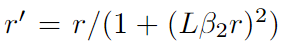 r′ = r/(1 + (Lβ₂r)²)